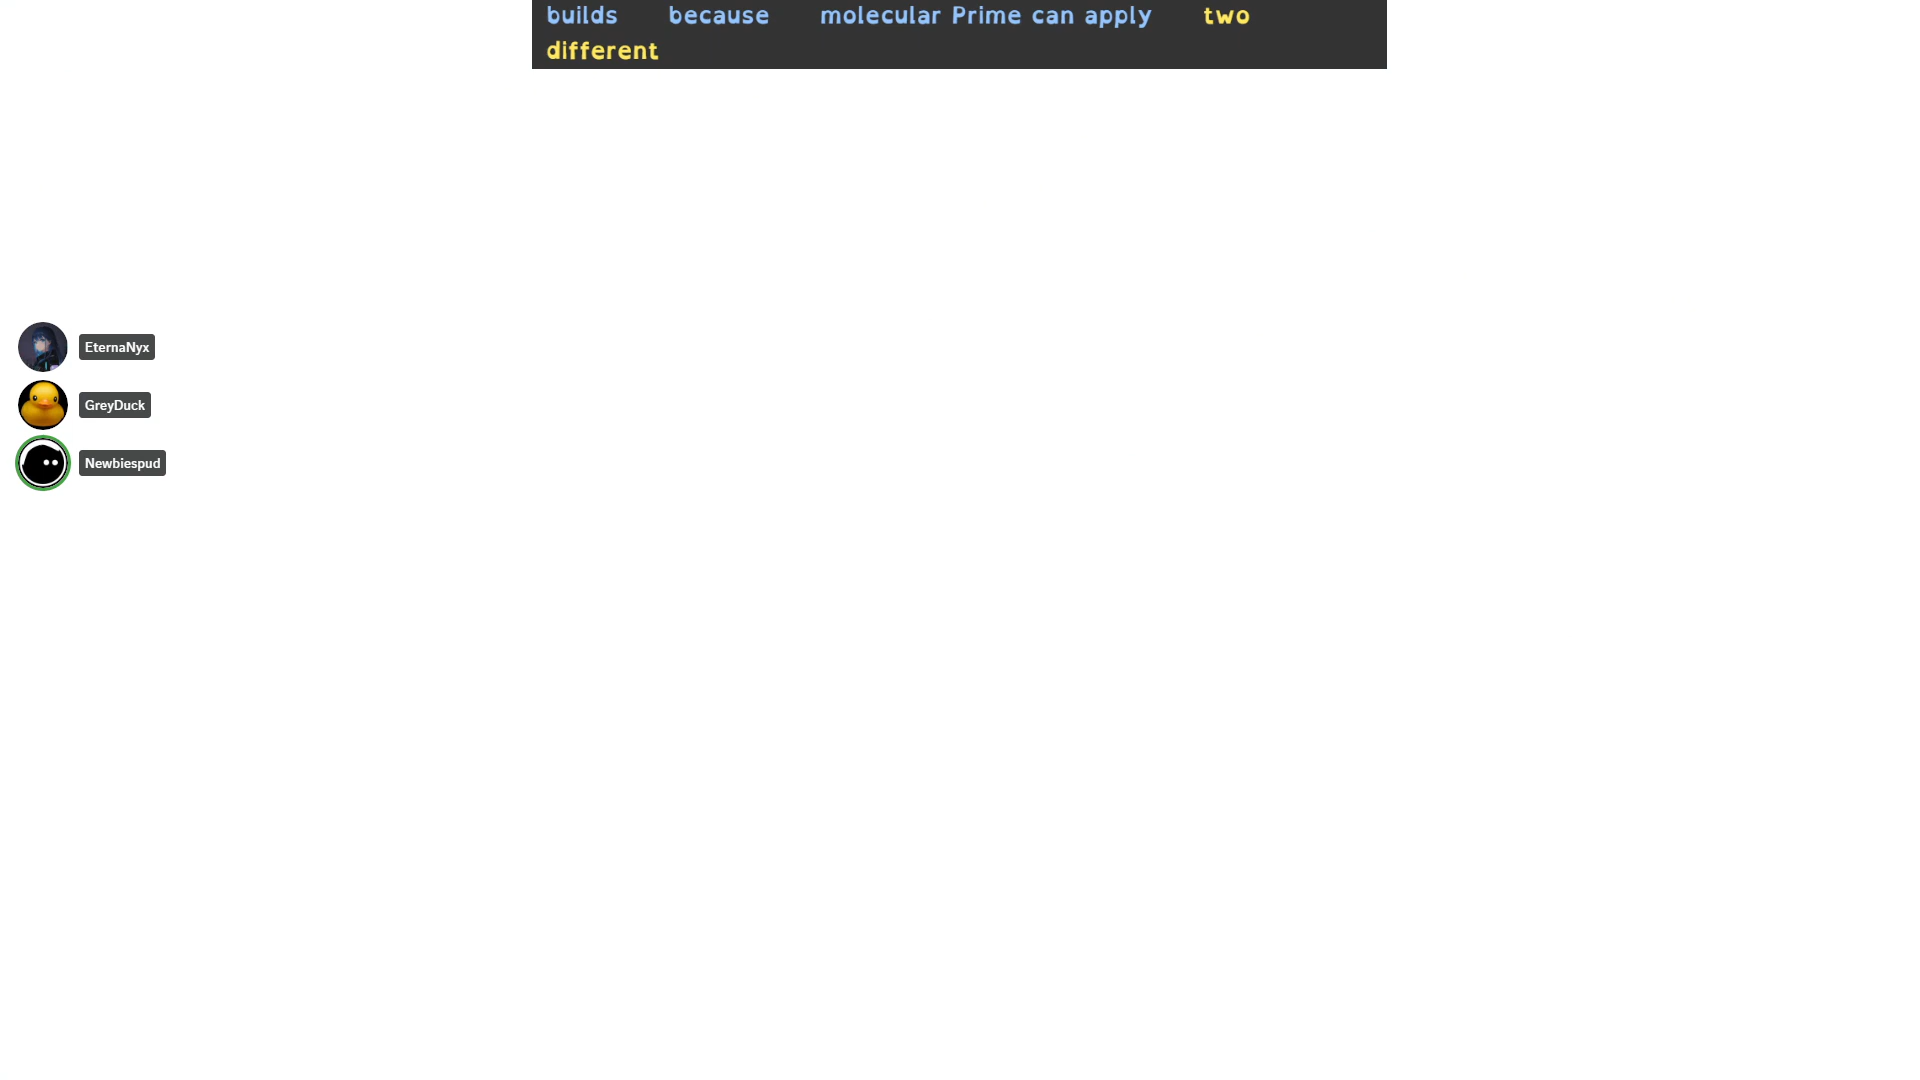 builds because molecular Prime can apply two
different
EternaNyx
GreyDuck
Newbiespud